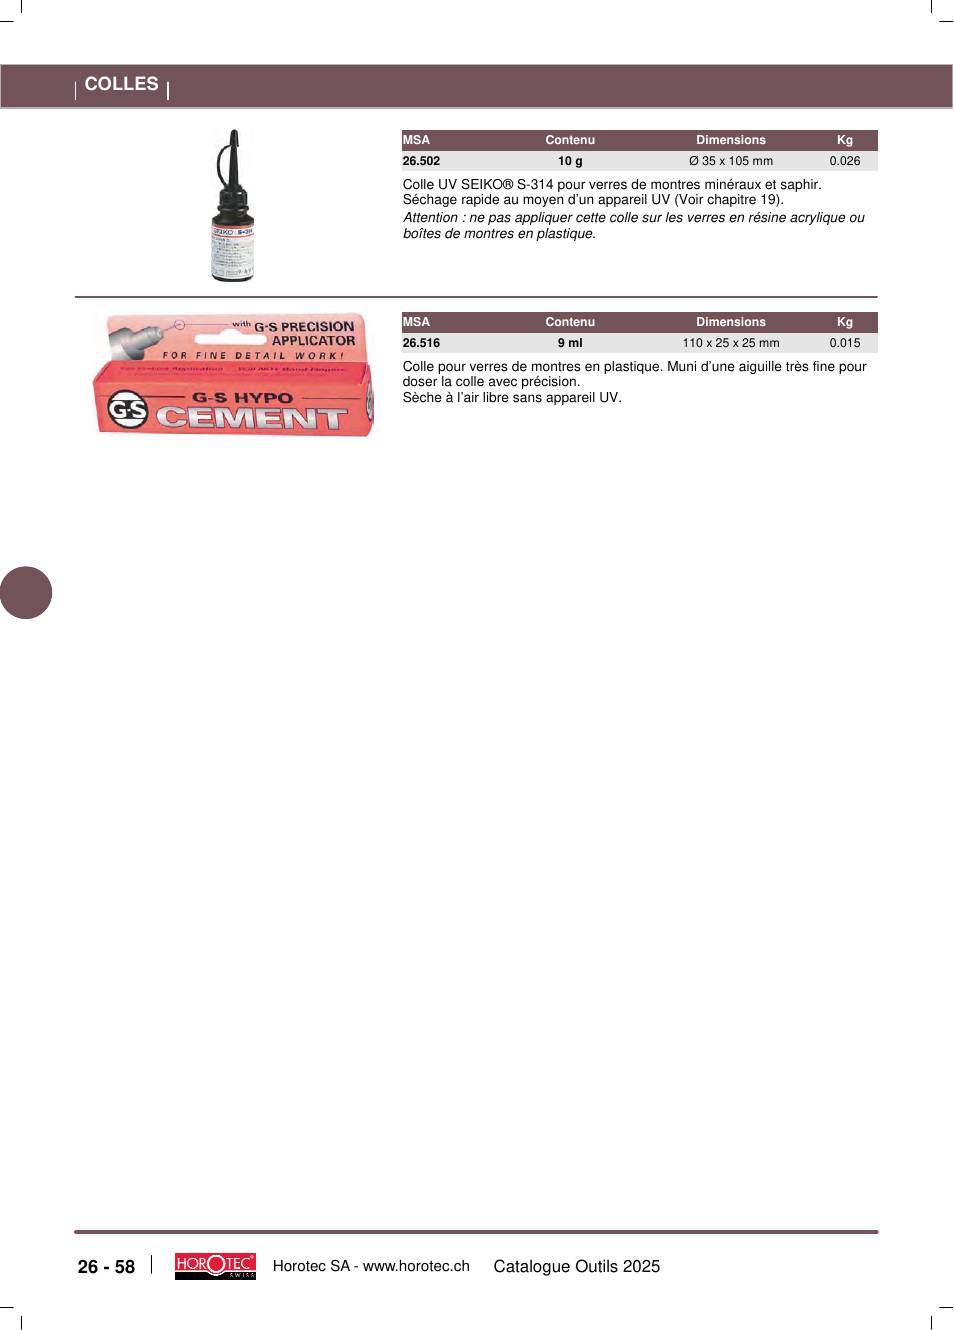 COLLES
MSA Contenu Dimensions Kg
26.502 10 g Ø 35 x 105 mm 0.026
Colle UV SEIKO® S-314 pour verres de montres minéraux et saphir.
Séchage rapide au moyen d’un appareil UV (Voir chapitre 19).
Attention : ne pas appliquer cette colle sur les verres en résine acrylique ou
boîtes de montres en plastique.
SEIKO S-314
MSA Contenu Dimensions Kg
26.516 9 ml 110 x 25 x 25 mm 0.015
Colle pour verres de montres en plastique. Muni d’une aiguille très fine pour
doser la colle avec précision.
Sèche à l’air libre sans appareil UV.
with G-S PRECISION
APPLICATOR
FOR FINE DETAIL WORK!
G-S HYPO
G-S CEMENT
26 - 58
HOROTEC®
SWISS
Horotec SA - www.horotec.ch
Catalogue Outils 2025